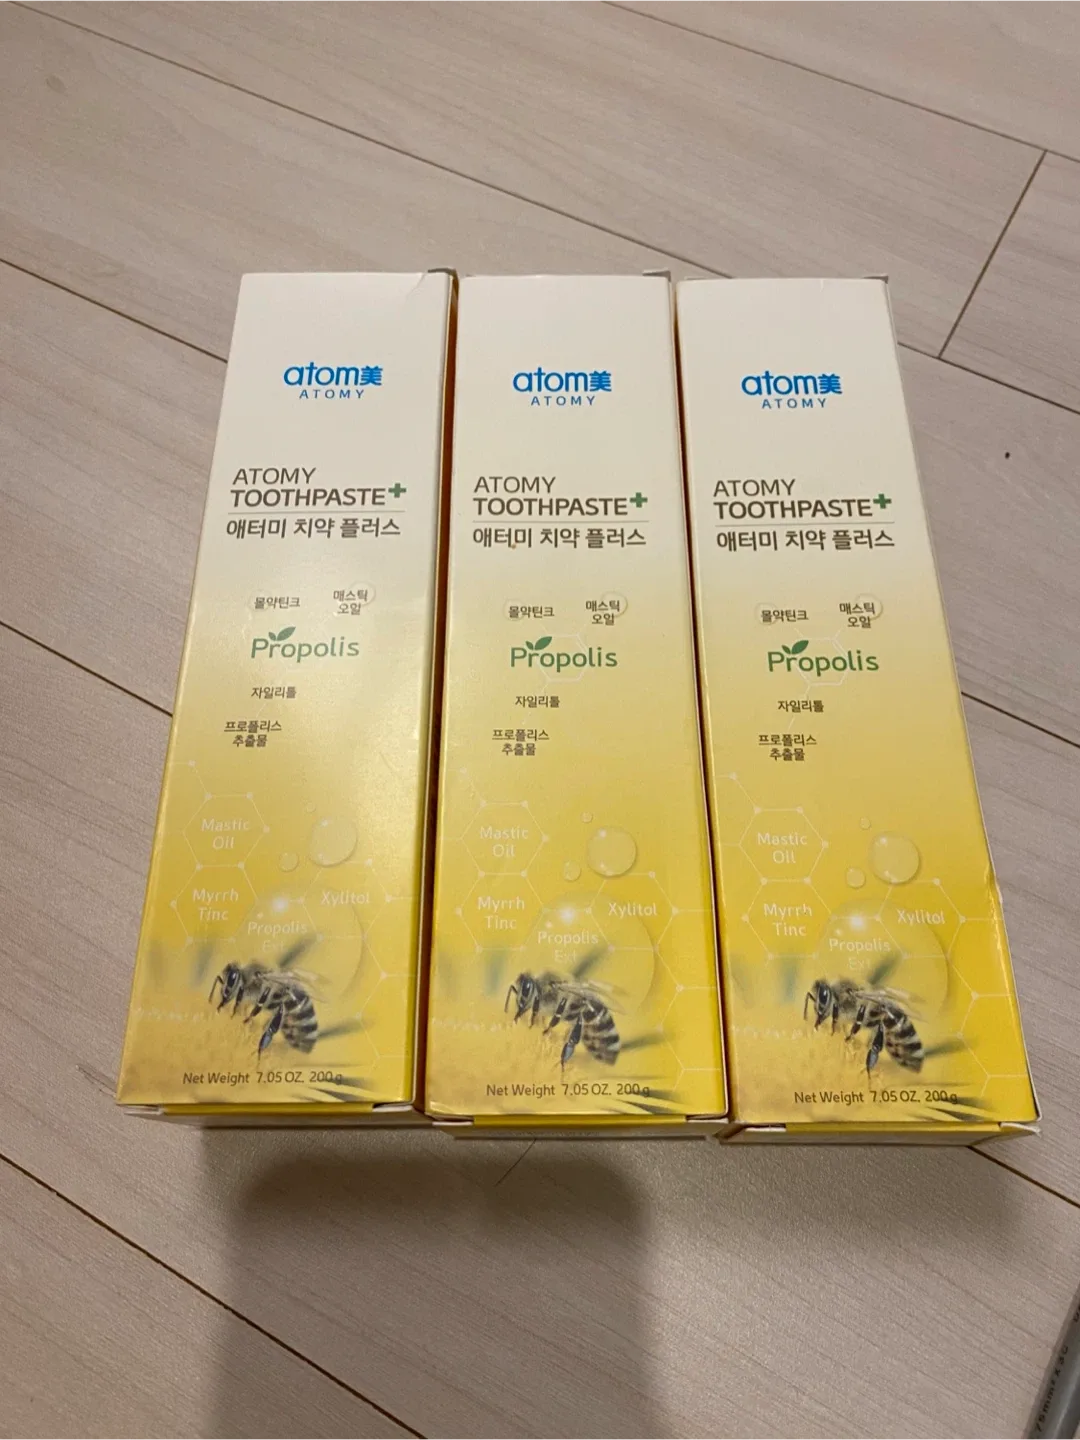 atom美
ATOMY
ATOMY
TOOTHPASTE+
애터미 치약 플러스
몰약틴크
매스틱
오일
Propolis
자일리톨
프로폴리스
추출물
Mastic
Oil
Myrrh
Tinc
Xylitol
Propolis
Ext
Net Weight 7.05 OZ. 200g
atom美
ATOMY
ATOMY
TOOTHPASTE+
애터미 치약 플러스
몰약틴크
매스틱
오일
Propolis
자일리톨
프로폴리스
추출물
Mastic
Oil
Myrrh
Tinc
Xylitol
Propolis
Ext
Net Weight 7.05 OZ. 200g
atom美
ATOMY
ATOMY
TOOTHPASTE+
애터미 치약 플러스
몰약틴크
매스틱
오일
Propolis
자일리톨
프로폴리스
추출물
Mastic
Oil
Myrrh
Tinc
Xylitol
Propolis
Ext
Net Weight 7.05 OZ. 200g